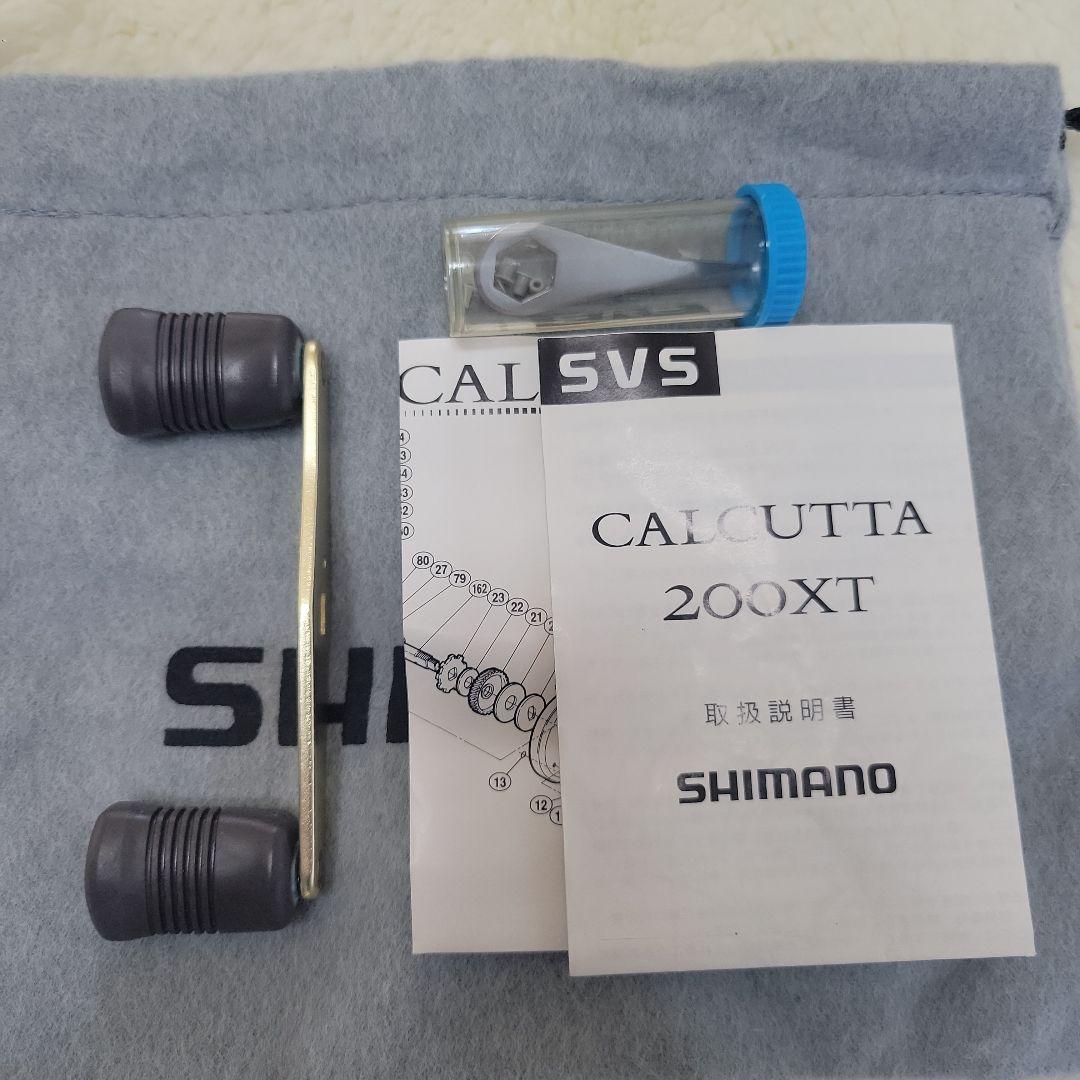 CAL
SVS
CALCUTTA
200XT
取扱説明書
SHIMANO
80
27
79
162
23
22
21
13
12
SHI